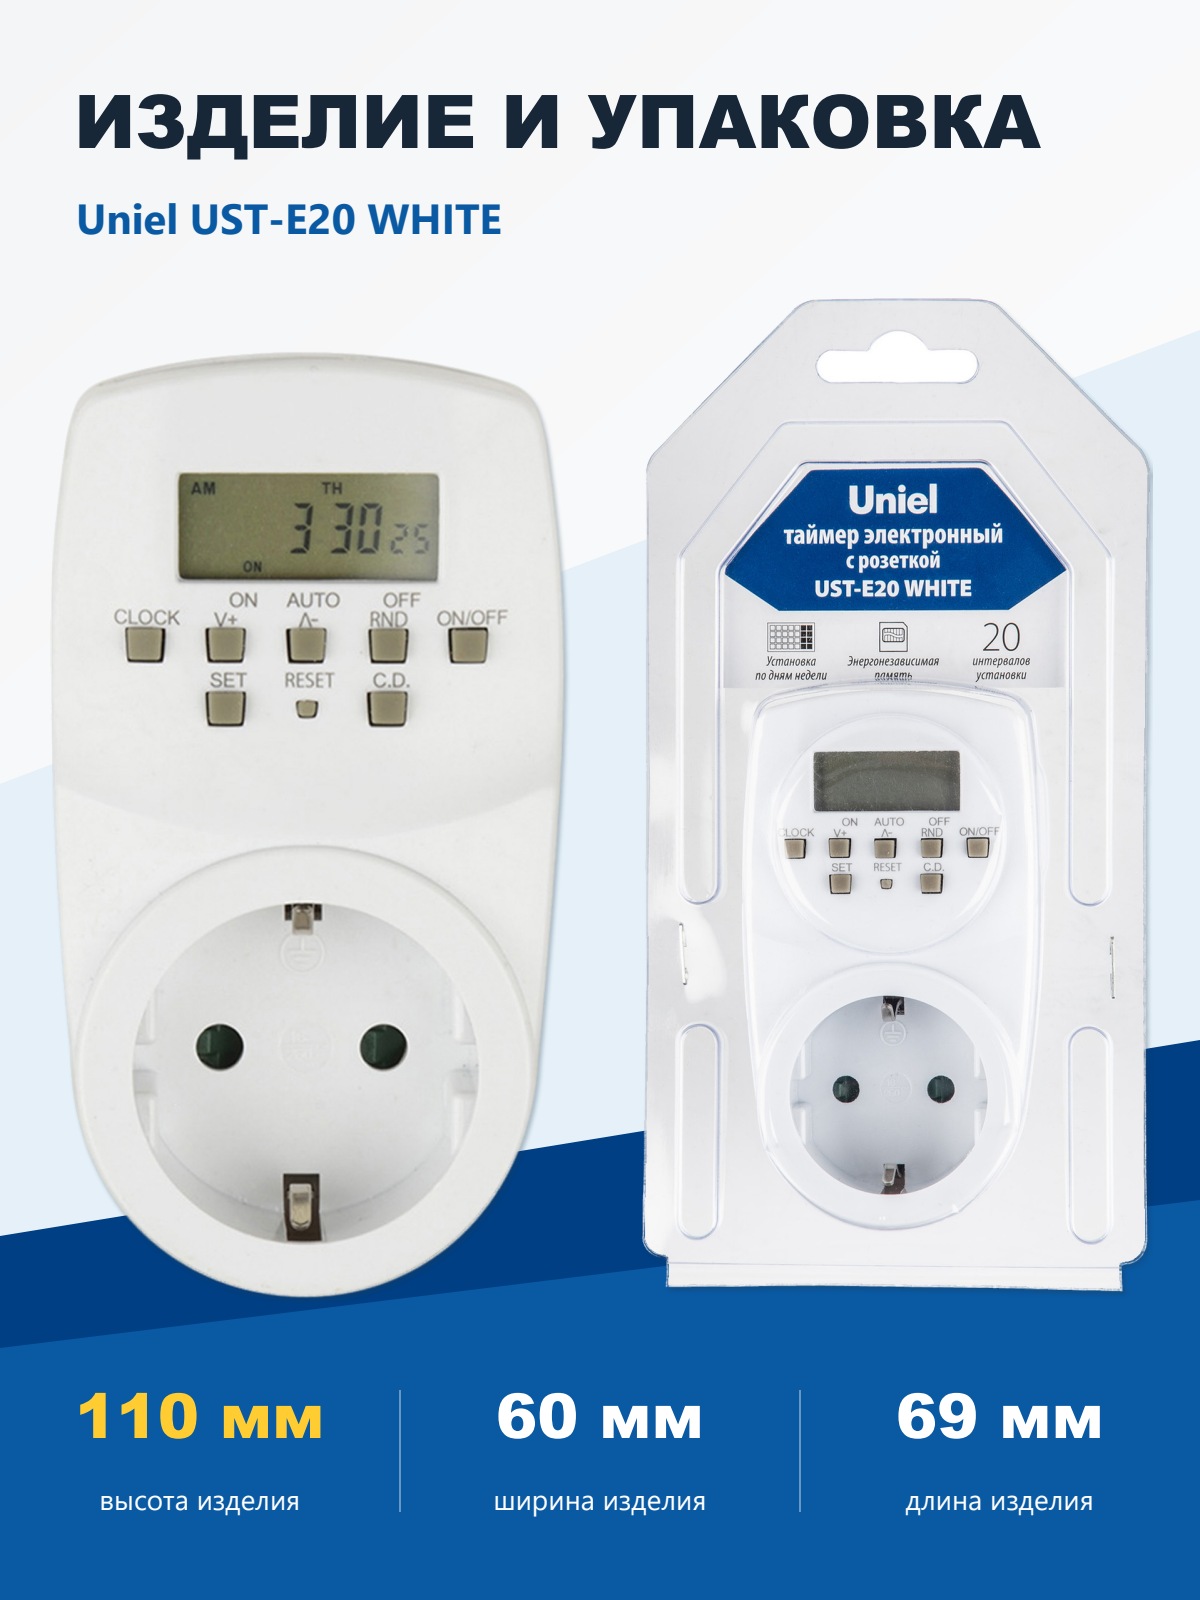 ИЗДЕЛИЕ И УПАКОВКА
Uniel UST-E20 WHITE
AM TH
3 30 25
ON
ON AUTO OFF
CLOCK V+ Λ- RND ON/OFF
SET RESET C.D.
Uniel
таймер электронный
с розеткой
UST-E20 WHITE
Установка
по дням недели
Энергонезависимая
память
20
интервалов
установки
ON AUTO OFF
CLOCK V+ Λ- RND ON/OFF
SET RESET C.D.
110 мм
высота изделия
60 мм
ширина изделия
69 мм
длина изделия